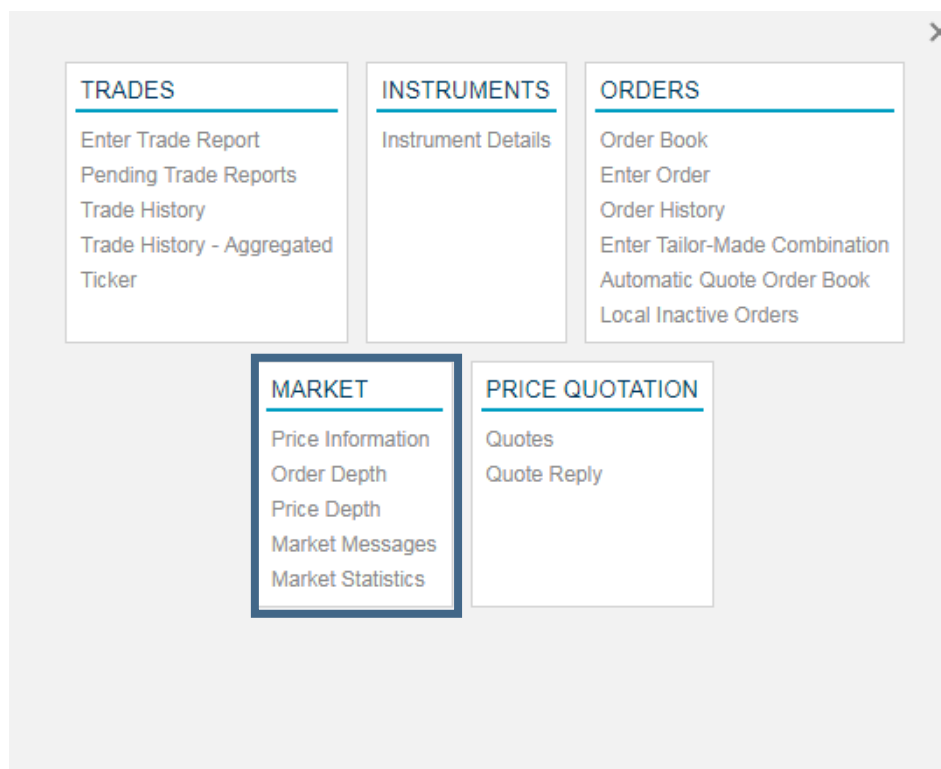 TRADES
Enter Trade Report
Pending Trade Reports
Trade History
Trade History - Aggregated
Ticker
INSTRUMENTS
Instrument Details
ORDERS
Order Book
Enter Order
Order History
Enter Tailor-Made Combination
Automatic Quote Order Book
Local Inactive Orders
MARKET
Price Information
Order Depth
Price Depth
Market Messages
Market Statistics
PRICE QUOTATION
Quotes
Quote Reply